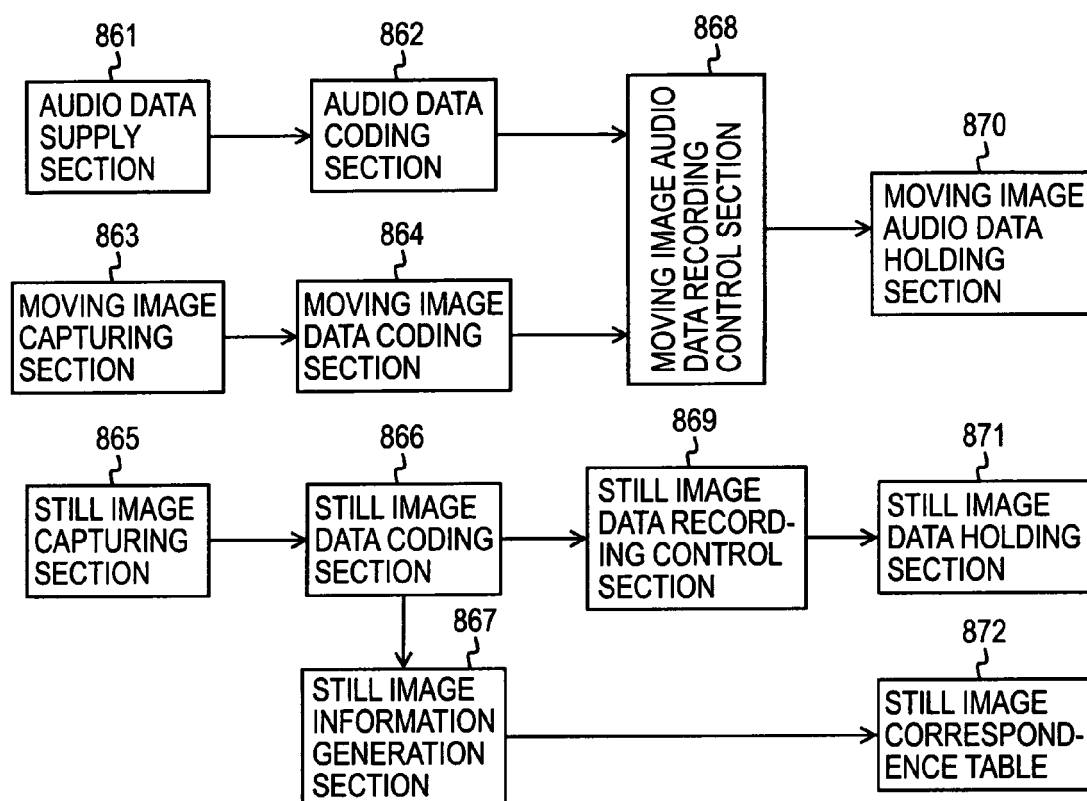 861
AUDIO DATA
SUPPLY
SECTION
862
AUDIO DATA
CODING
SECTION
868
MOVING IMAGE AUDIO
DATA RECORDING
CONTROL SECTION
870
MOVING IMAGE
AUDIO DATA
HOLDING
SECTION
863
MOVING IMAGE
CAPTURING
SECTION
864
MOVING IMAGE
DATA CODING
SECTION
865
STILL IMAGE
CAPTURING
SECTION
866
STILL IMAGE
DATA CODING
SECTION
869
STILL IMAGE
DATA RECORD-
ING CONTROL
SECTION
871
STILL IMAGE
DATA HOLDING
SECTION
867
STILL IMAGE
INFORMATION
GENERATION
SECTION
872
STILL IMAGE
CORRESPOND-
ENCE TABLE